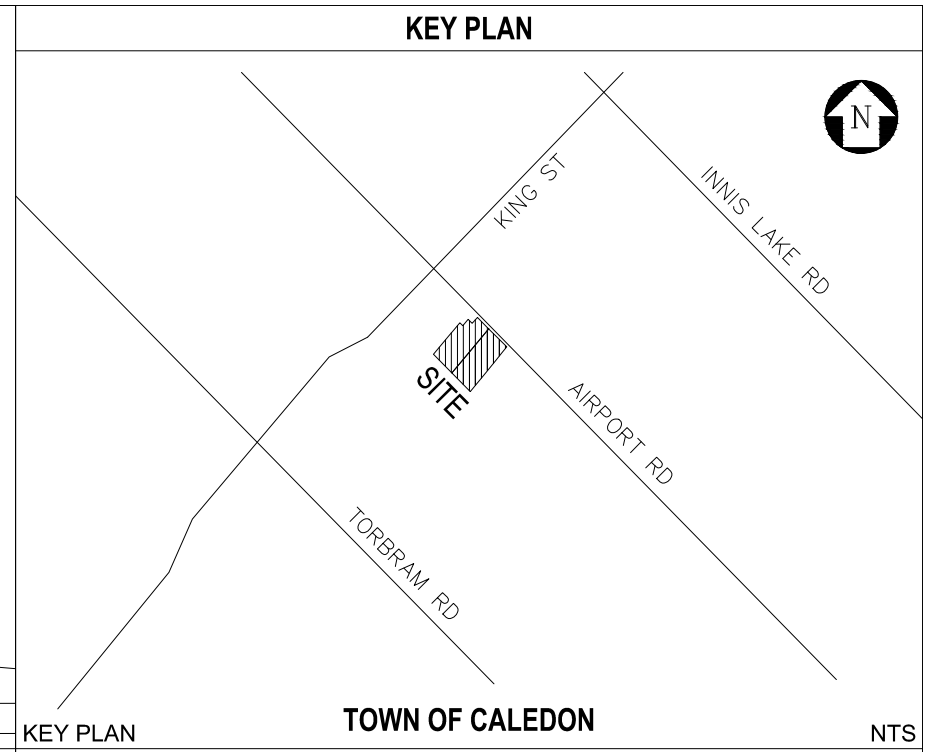 KEY PLAN
N
KING ST
INNIS LAKE RD
SITE
AIRPORT RD
TORBRAM RD
TOWN OF CALEDON
KEY PLAN
NTS